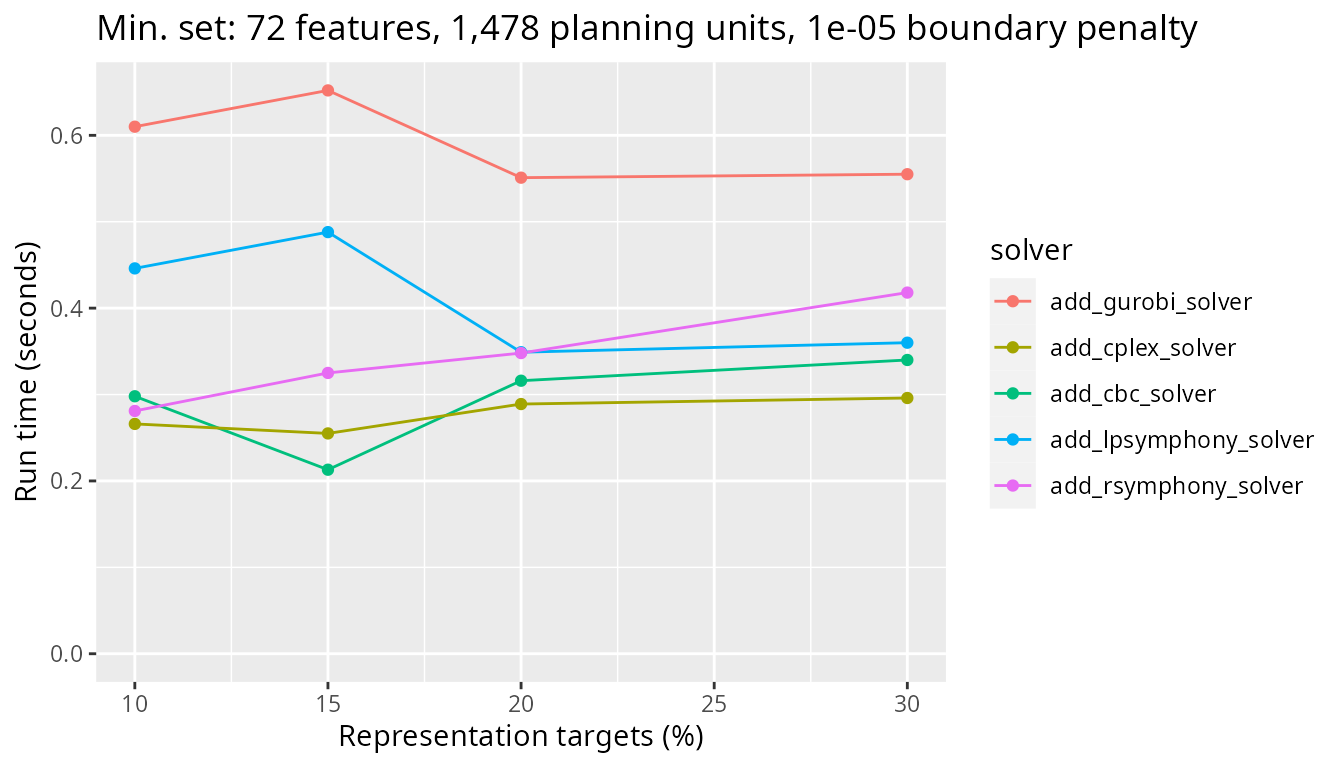 Min. set: 72 features, 1,478 planning units, 1e-05 boundary penalty
Run time (seconds)
0.6
0.4
0.2
0.0
10 15 20 25 30
Representation targets (%)
solver
add_gurobi_solver
add_cplex_solver
add_cbc_solver
add_lpsymphony_solver
add_rsymphony_solver